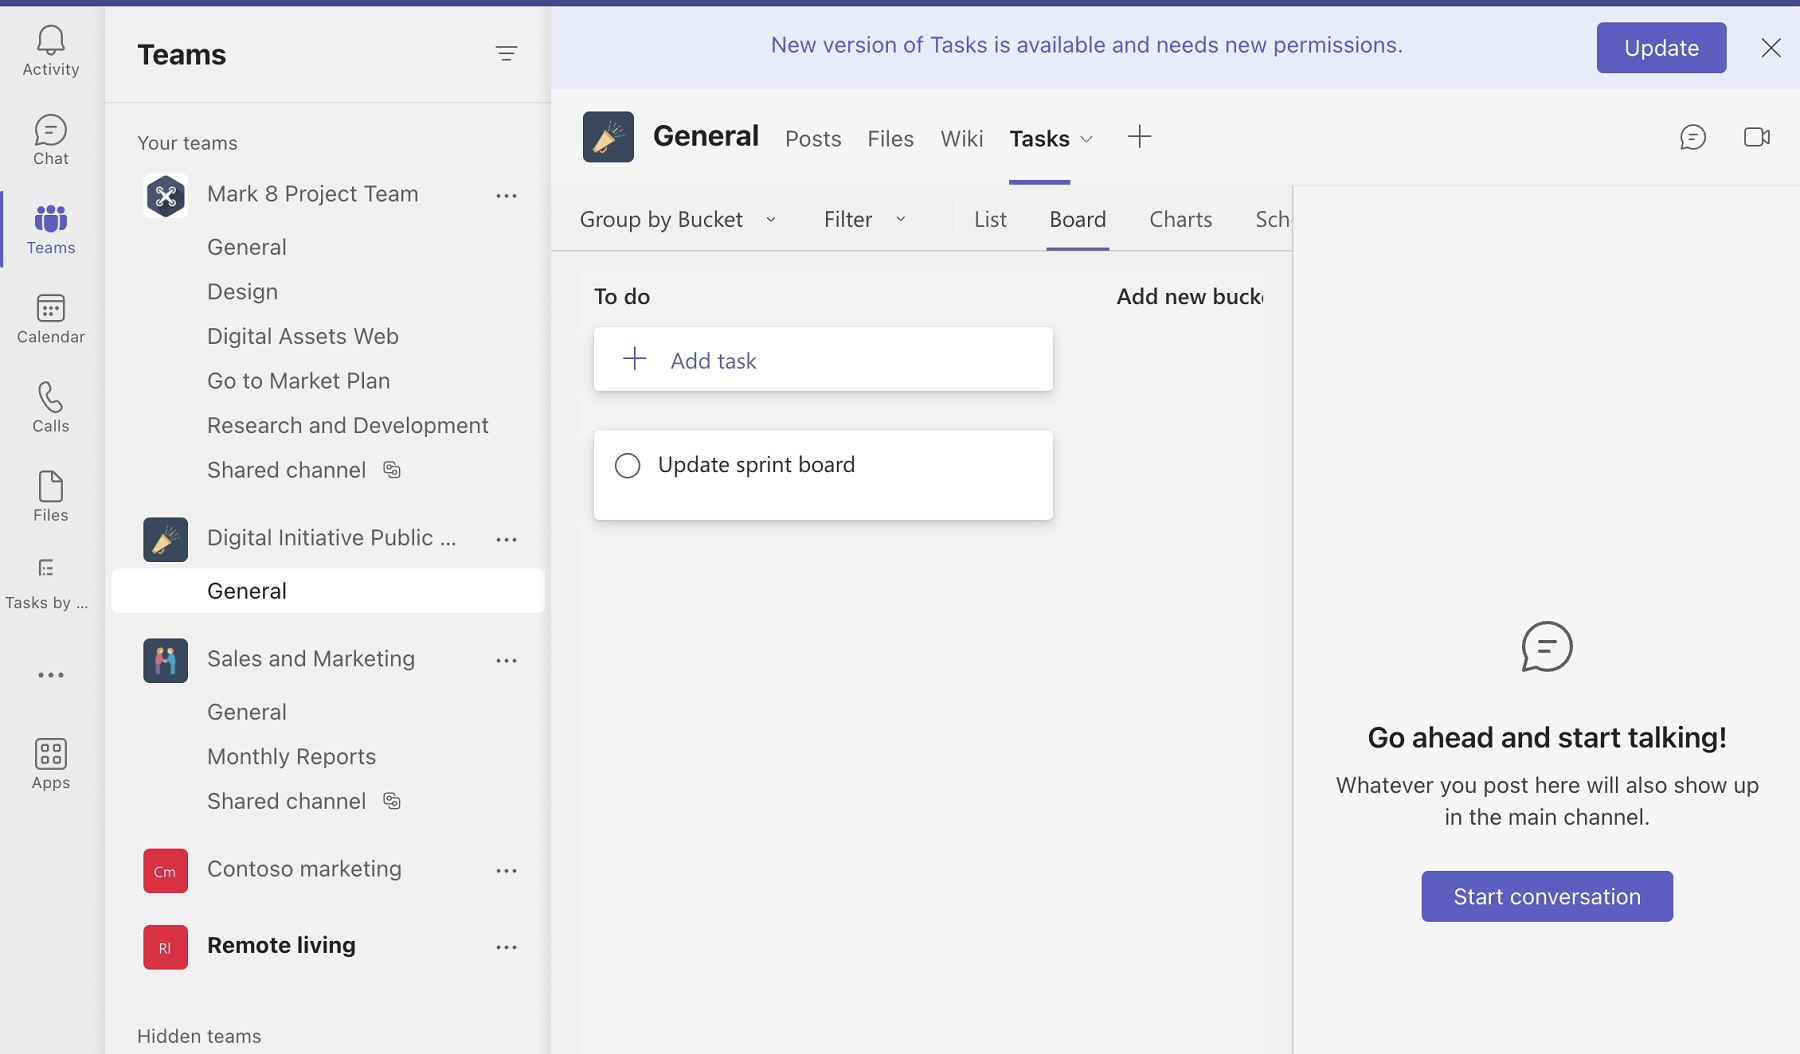 Activity
Chat
Teams
Calendar
Calls
Files
Tasks by ...
Apps
Teams
Your teams
Mark 8 Project Team
General
Design
Digital Assets Web
Go to Market Plan
Research and Development
Shared channel
Digital Initiative Public ...
General
Sales and Marketing
General
Monthly Reports
Shared channel
Cm Contoso marketing
Rl Remote living
Hidden teams
New version of Tasks is available and needs new permissions.
Update
General Posts Files Wiki Tasks
Group by Bucket Filter List Board Charts Sch
To do
Add new buck
Add task
Update sprint board
Go ahead and start talking!
Whatever you post here will also show up
in the main channel.
Start conversation